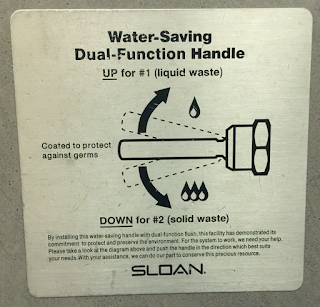 Water-Saving
Dual-Function Handle
UP for #1 (liquid waste)
Coated to protect
against germs
DOWN for #2 (solid waste)
By installing this water-saving handle with dual-function flush, this facility has demonstrated its
commitment to protect and preserve the environment. For the system to work, we need your help.
Please take a look at the diagram above and push the handle in the direction which best suits
your needs. With your assistance, we can do our part to conserve this precious resource.
SLOAN.